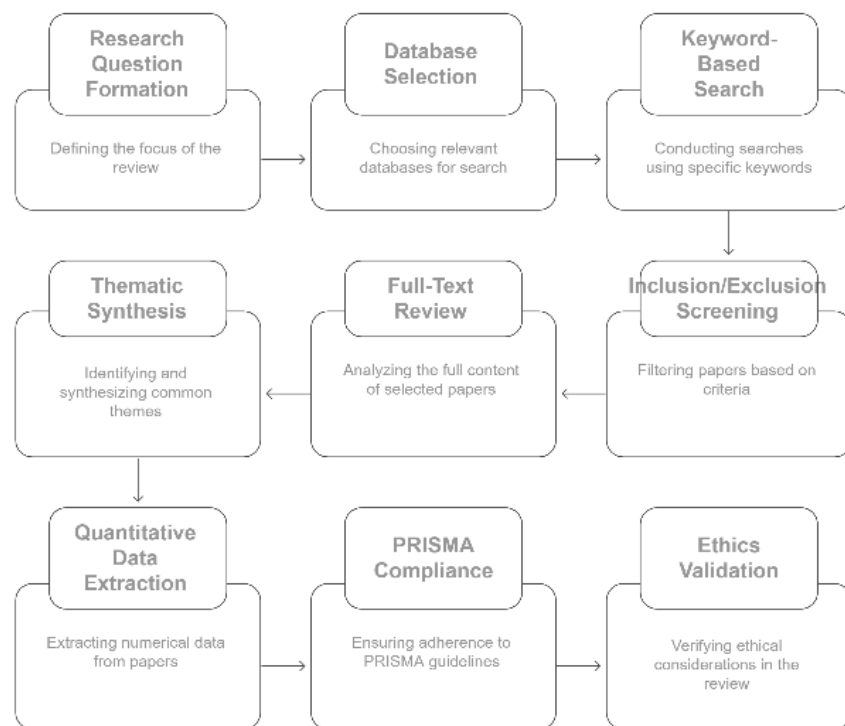 Research
Question
Formation
Defining the focus of the
review
Database
Selection
Choosing relevant
databases for search
Keyword-
Based
Search
Conducting searches
using specific keywords
Inclusion/Exclusion
Screening
Filtering papers based on
criteria
Full-Text
Review
Analyzing the full content
of selected papers
Thematic
Synthesis
Identifying and
synthesizing common
themes
Quantitative
Data
Extraction
Extracting numerical data
from papers
PRISMA
Compliance
Ensuring adherence to
PRISMA guidelines
Ethics
Validation
Verifying ethical
considerations in the
review